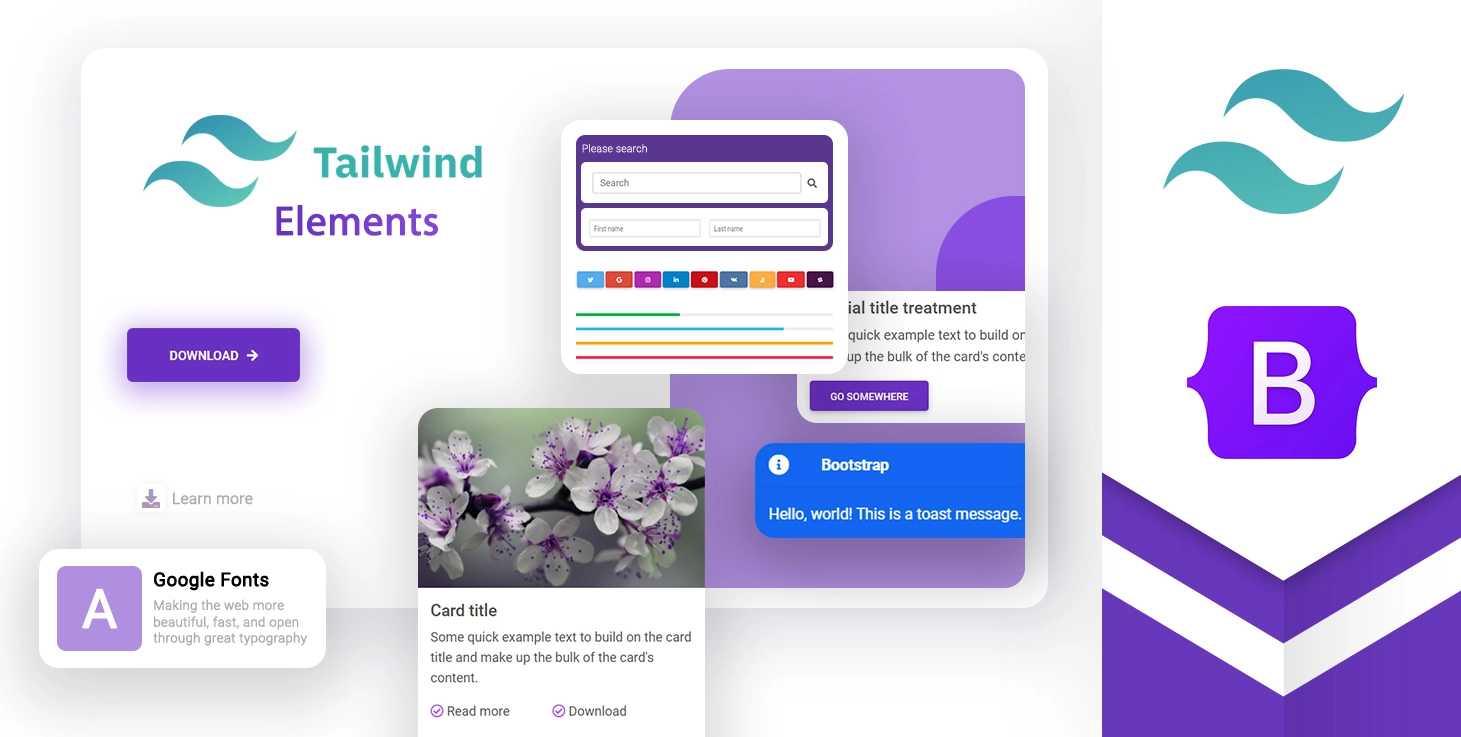 Tailwind
Elements
DOWNLOAD
Learn more
A
Google Fonts
Making the web more
beautiful, fast, and open
through great typography
Please search
Search
First name
Last name
ial title treatment
quick example text to build on
up the bulk of the card's conte
GO SOMEWHERE
Bootstrap
Hello, world! This is a toast message.
Card title
Some quick example text to build on the card
title and make up the bulk of the card's
content.
Read more
Download
B